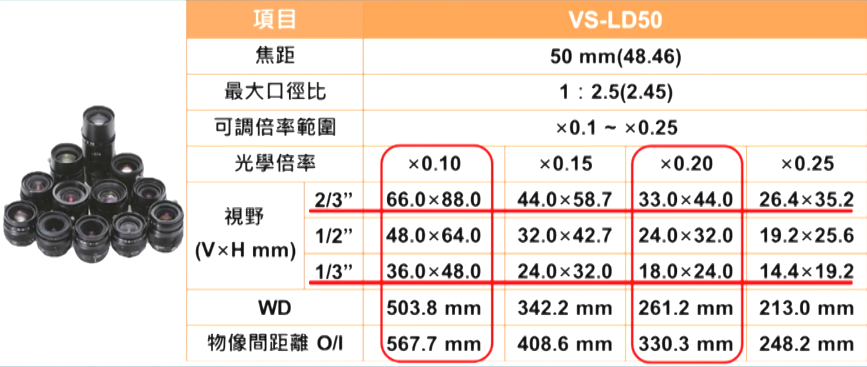 項目 VS-LD50
焦距 50 mm(48.46)
最大口徑比 1：2.5(2.45)
可調倍率範圍 ×0.1 ~ ×0.25
光學倍率 ×0.10 ×0.15 ×0.20 ×0.25
視野 (V×H mm) 2/3” 66.0×88.0 44.0×58.7 33.0×44.0 26.4×35.2
1/2” 48.0×64.0 32.0×42.7 24.0×32.0 19.2×25.6
1/3” 36.0×48.0 24.0×32.0 18.0×24.0 14.4×19.2
WD 503.8 mm 342.2 mm 261.2 mm 213.0 mm
物像間距離 O/I 567.7 mm 408.6 mm 330.3 mm 248.2 mm